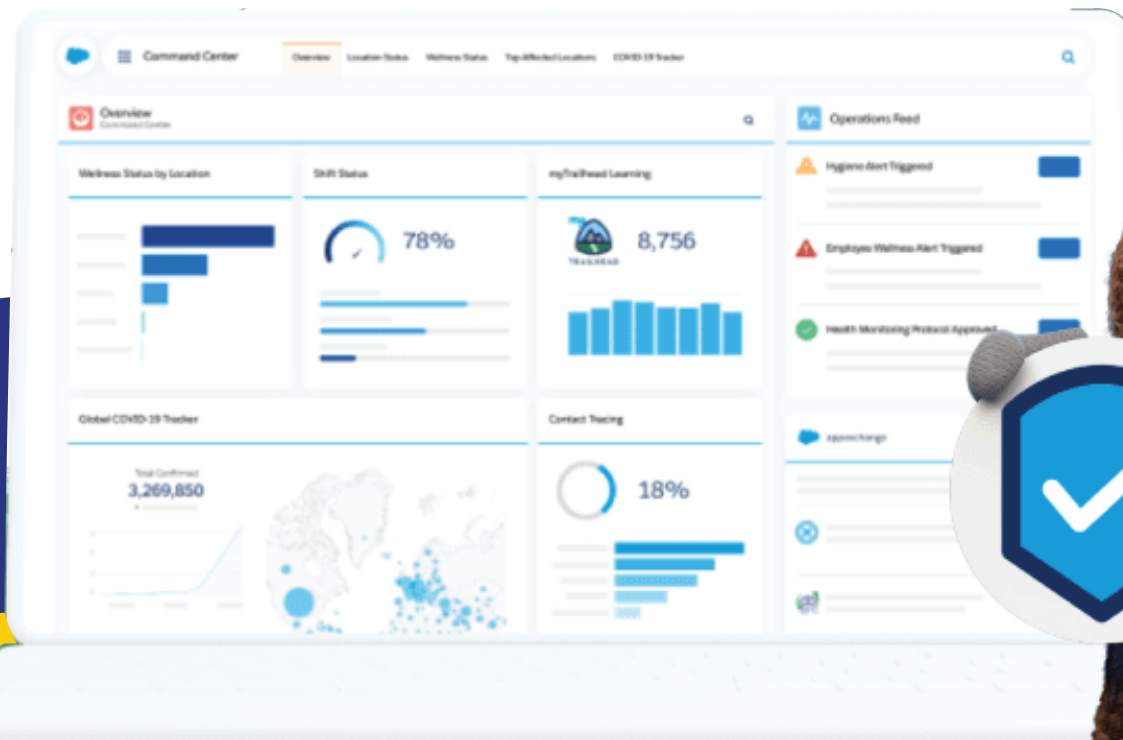 Command Center
Overview
Location Status
Wellness Status
Top-Affected Locations
COVID-19 Tracker
Overview
Command Center
Wellness Status by Location
Shift Status
78%
myTrailhead Learning
my
TRAILHEAD
8,756
Global COVID-19 Tracker
Total Confirmed
3,269,850
Contact Tracing
18%
Operations Feed
Hygiene Alert Triggered
Employee Wellness Alert Triggered
Health Monitoring Protocol Approved
appexchange